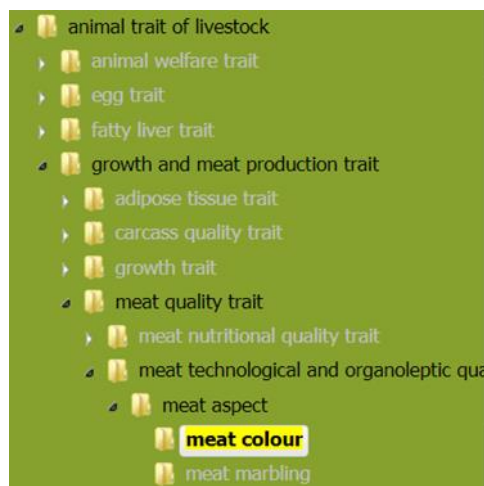 animal trait of livestock
animal welfare trait
egg trait
fatty liver trait
growth and meat production trait
adipose tissue trait
carcass quality trait
growth trait
meat quality trait
meat nutritional quality trait
meat technological and organoleptic qua
meat aspect
meat colour
meat marbling